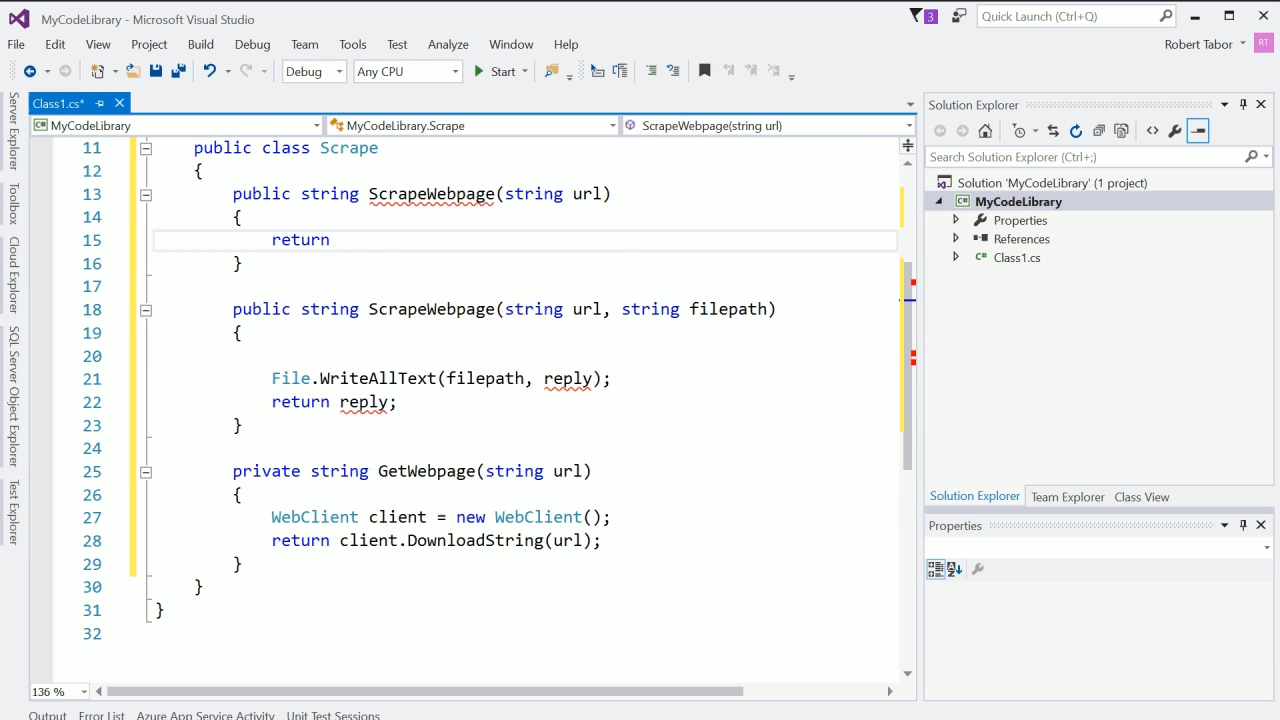 MyCodeLibrary - Microsoft Visual Studio
3
Quick Launch (Ctrl+Q)
File Edit View Project Build Debug Team Tools Test Analyze Window Help
Robert Tabor
RT
Debug
Any CPU
Start
Server Explorer
Toolbox
Cloud Explorer
SQL Server Object Explorer
Test Explorer
Class1.cs*
MyCodeLibrary
MyCodeLibrary.Scrape
ScrapeWebpage(string url)
11 public class Scrape
12 {
13 public string ScrapeWebpage(string url)
14 {
15 return
16 }
17
18 public string ScrapeWebpage(string url, string filepath)
19 {
20
21 File.WriteAllText(filepath, reply);
22 return reply;
23 }
24
25 private string GetWebpage(string url)
26 {
27 WebClient client = new WebClient();
28 return client.DownloadString(url);
29 }
30 }
31 }
32
136 %
Output Error List Azure App Service Activity Unit Test Sessions
Solution Explorer
Search Solution Explorer (Ctrl+;)
Solution 'MyCodeLibrary' (1 project)
C# MyCodeLibrary
Properties
References
C# Class1.cs
Solution Explorer Team Explorer Class View
Properties